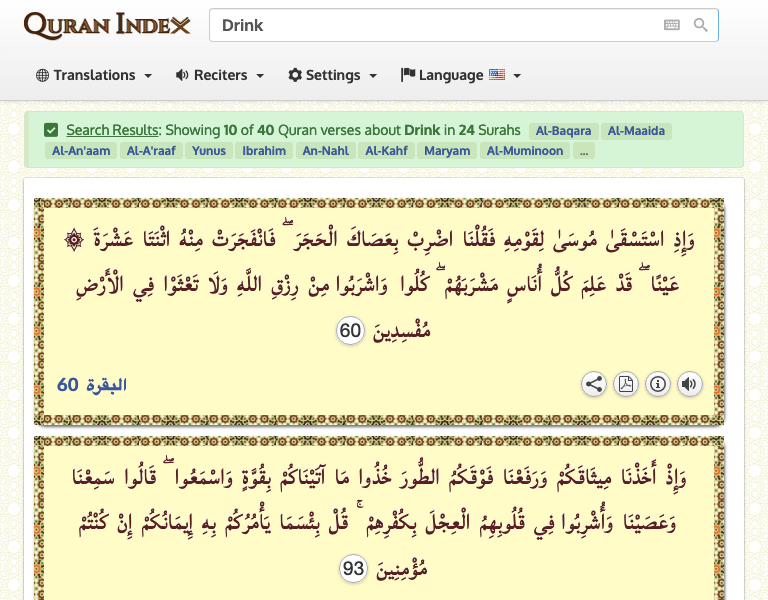 QURAN INDEX
Drink
Translations
Reciters
Settings
Language
Search Results: Showing 10 of 40 Quran verses about Drink in 24 Surahs Al-Baqara Al-Maaida
Al-An'aam Al-A'raaf Yunus Ibrahim An-Nahl Al-Kahf Maryam Al-Muminoon ...
۞ وَإِذِ اسْتَسْقَىٰ مُوسَىٰ لِقَوْمِهِ فَقُلْنَا اضْرِبْ بِعَصَاكَ الْحَجَرَ ۖ فَانْفَجَرَتْ مِنْهُ اثْنَتَا عَشْرَةَ
عَيْنًا ۖ قَدْ عَلِمَ كُلُّ أُنَاسٍ مَشْرَبَهُمْ ۖ كُلُوا وَاشْرَبُوا مِنْ رِزْقِ اللَّهِ وَلَا تَعْثَوْا فِي الْأَرْضِ
مُفْسِدِينَ 60
البقرة 60
وَإِذْ أَخَذْنَا مِيثَاقَكُمْ وَرَفَعْنَا فَوْقَكُمُ الطُّورَ خُذُوا مَا آتَيْنَاكُمْ بِقُوَّةٍ وَاسْمَعُوا ۖ قَالُوا سَمِعْنَا
وَعَصَيْنَا وَأُشْرِبُوا فِي قُلُوبِهِمُ الْعِجْلَ بِكُفْرِهِمْ ۚ قُلْ بِئْسَمَا يَأْمُرُكُمْ بِهِ إِيمَانُكُمْ إِنْ كُنْتُمْ
مُؤْمِنِينَ 93